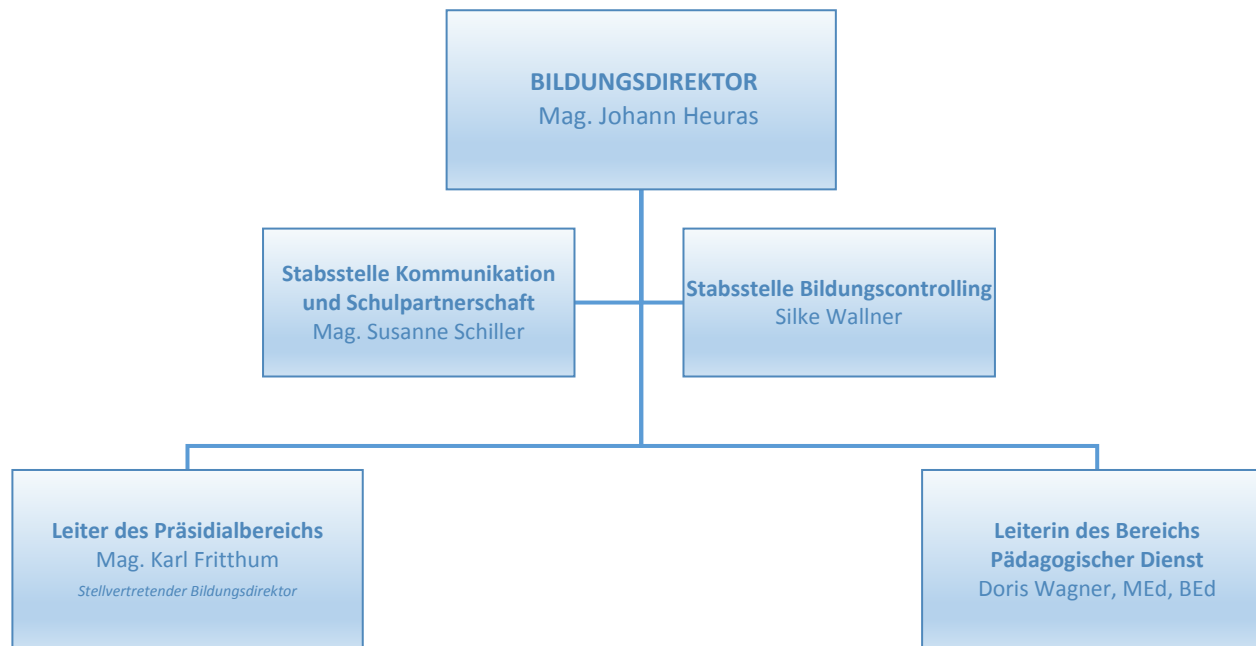 BILDUNGSDIREKTOR
Mag. Johann Heuras
Stabsstelle Kommunikation
und Schulpartnerschaft
Mag. Susanne Schiller
Stabsstelle Bildungscontrolling
Silke Wallner
Leiter des Präsidialbereichs
Mag. Karl Fritthum
Stellvertretender Bildungsdirektor
Leiterin des Bereichs
Pädagogischer Dienst
Doris Wagner, MEd, BEd